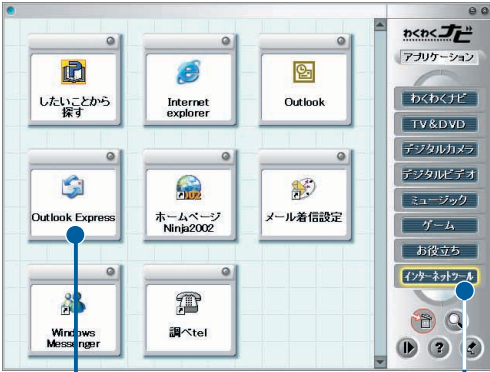 したいことから
探す
Internet
explorer
Outlook
Outlook Express
ホームページ
Ninja2002
メール着信設定
Windows
Messenger
調べtel
わくわくナビ
アプリケーション
わくわくナビ
TV&DVD
デジタルカメラ
デジタルビデオ
ミュージック
ゲーム
お役立ち
インターネットツール
?